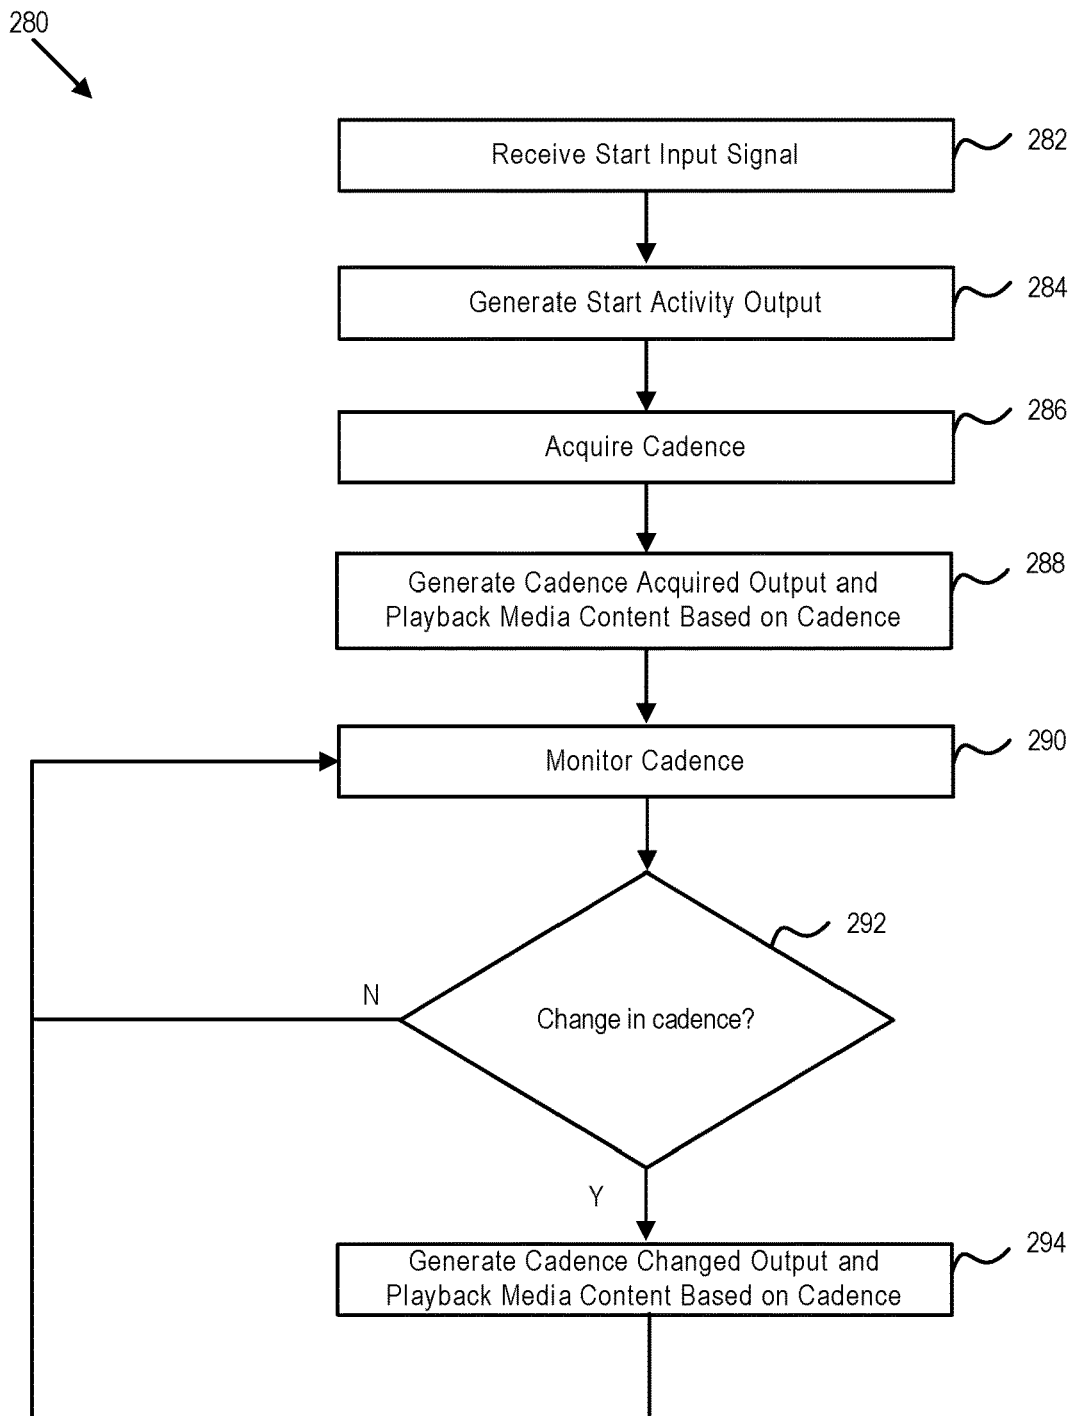 280
Receive Start Input Signal
282
Generate Start Activity Output
284
Acquire Cadence
286
Generate Cadence Acquired Output and
Playback Media Content Based on Cadence
288
Monitor Cadence
290
292
N
Change in cadence?
Y
Generate Cadence Changed Output and
Playback Media Content Based on Cadence
294